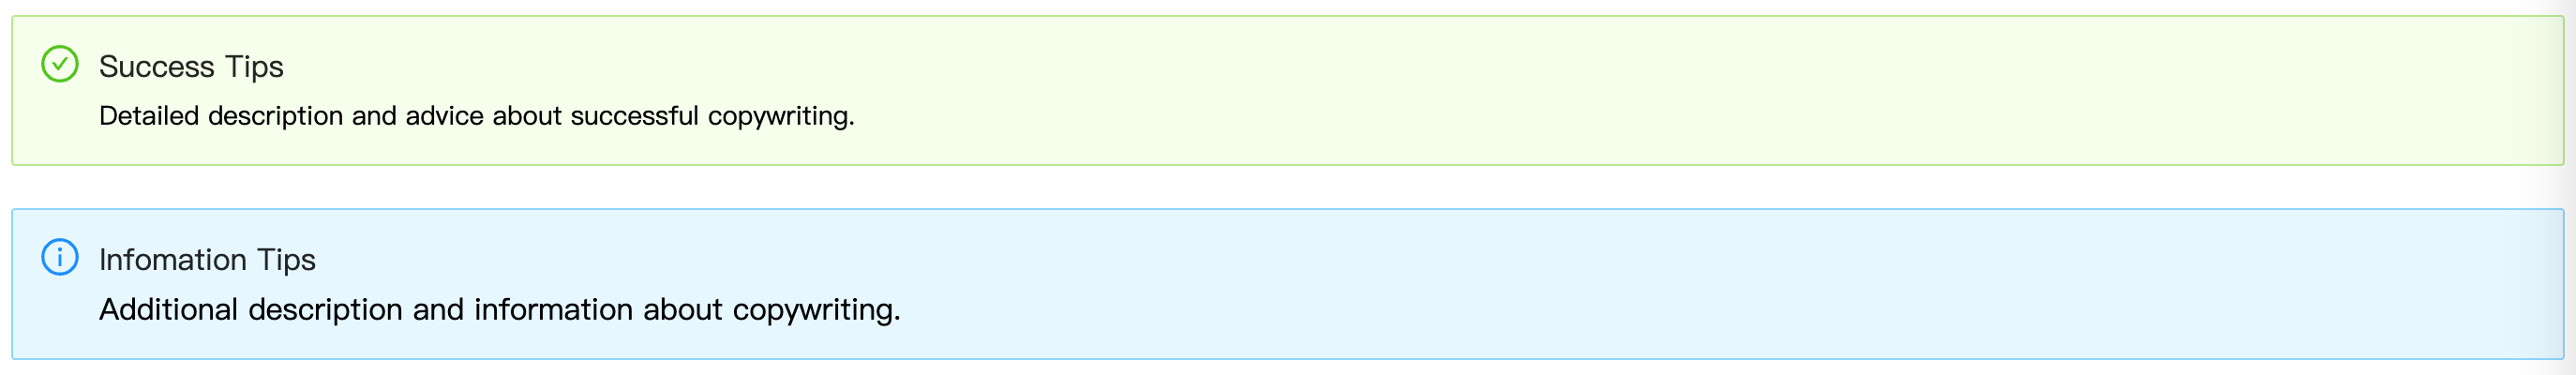 Success Tips
Detailed description and advice about successful copywriting.
Infomation Tips
Additional description and information about copywriting.